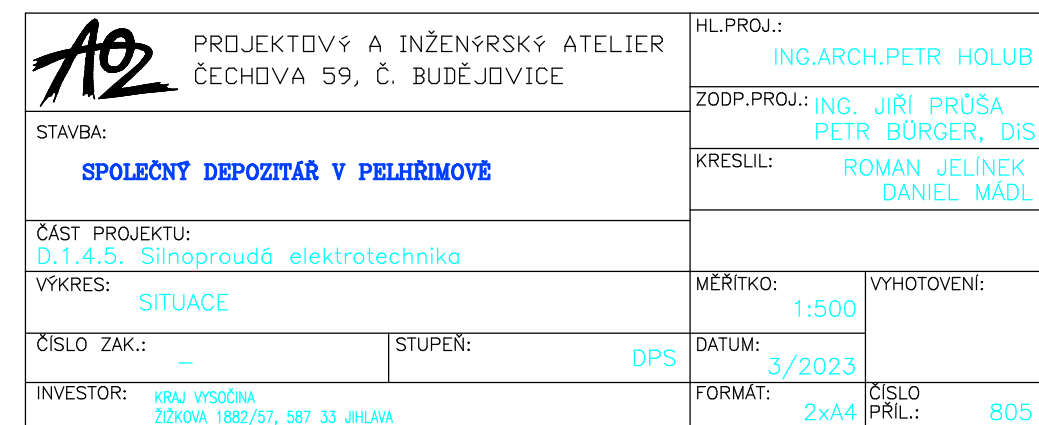 A02
PROJEKTOVý A INŽENýRSKý ATELIER
ČECHOVA 59, Č. BUDĚJOVICE
HL.PROJ.:
ING.ARCH.PETR HOLUB
ZODP.PROJ.: ING. JIŘÍ PRŮŠA
PETR BÜRGER, DiS
STAVBA:
SPOLEČNÝ DEPOZITÁŘ V PELHŘIMOVĚ
KRESLIL: ROMAN JELÍNEK
DANIEL MÁDL
ČÁST PROJEKTU:
D.1.4.5. Silnoproudá elektrotechnika
VÝKRES:
SITUACE
MĚŘÍTKO:
1:500
VYHOTOVENÍ:
ČÍSLO ZAK.:
–
STUPEŇ:
DPS
DATUM:
3/2023
INVESTOR: KRAJ VYSOČINA
ŽIŽKOVA 1882/57, 587 33 JIHLAVA
FORMÁT:
2xA4
ČÍSLO
PŘÍL.: 805